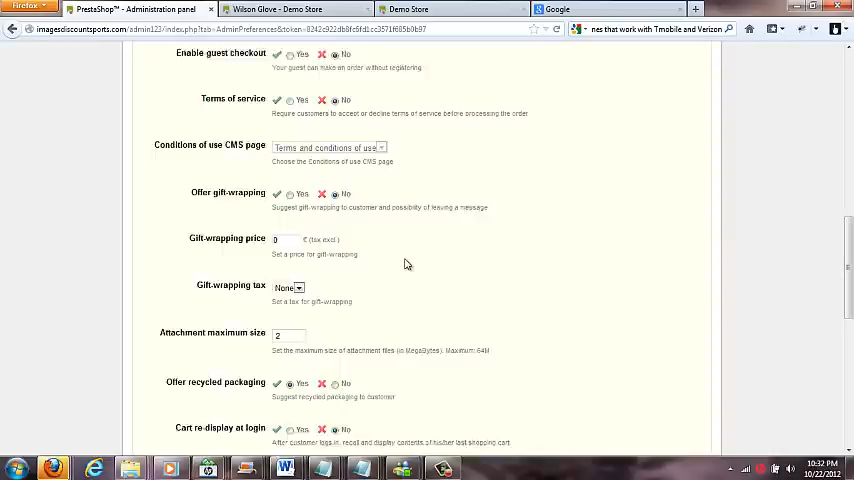 Firefox
PrestaShop™ - Administration panel
Wilson Glove - Demo Store
Demo Store
Google
imagesdiscountsports.com/admin123/index.php?tab=AdminPreferences&token=8242c922db8fc5fd1cc3571f685b0b97
nes that work with Tmobile and Verizon
Enable guest checkout Yes No
Your guest can make an order without registering
Terms of service Yes No
Require customers to accept or decline terms of service before processing the order
Conditions of use CMS page Terms and conditions of use
Choose the Conditions of use CMS page
Offer gift-wrapping Yes No
Suggest gift-wrapping to customer and possibility of leaving a message
Gift-wrapping price 0 € (tax excl.)
Set a price for gift-wrapping
Gift-wrapping tax None
Set a tax for gift-wrapping
Attachment maximum size 2
Set the maximum size of attachment files (in MegaBytes). Maximum: 64M
Offer recycled packaging Yes No
Suggest recycled packaging to customer
Cart re-display at login Yes No
After customer logs in, recall and display contents of his/her last shopping cart
10:32 PM
10/22/2012